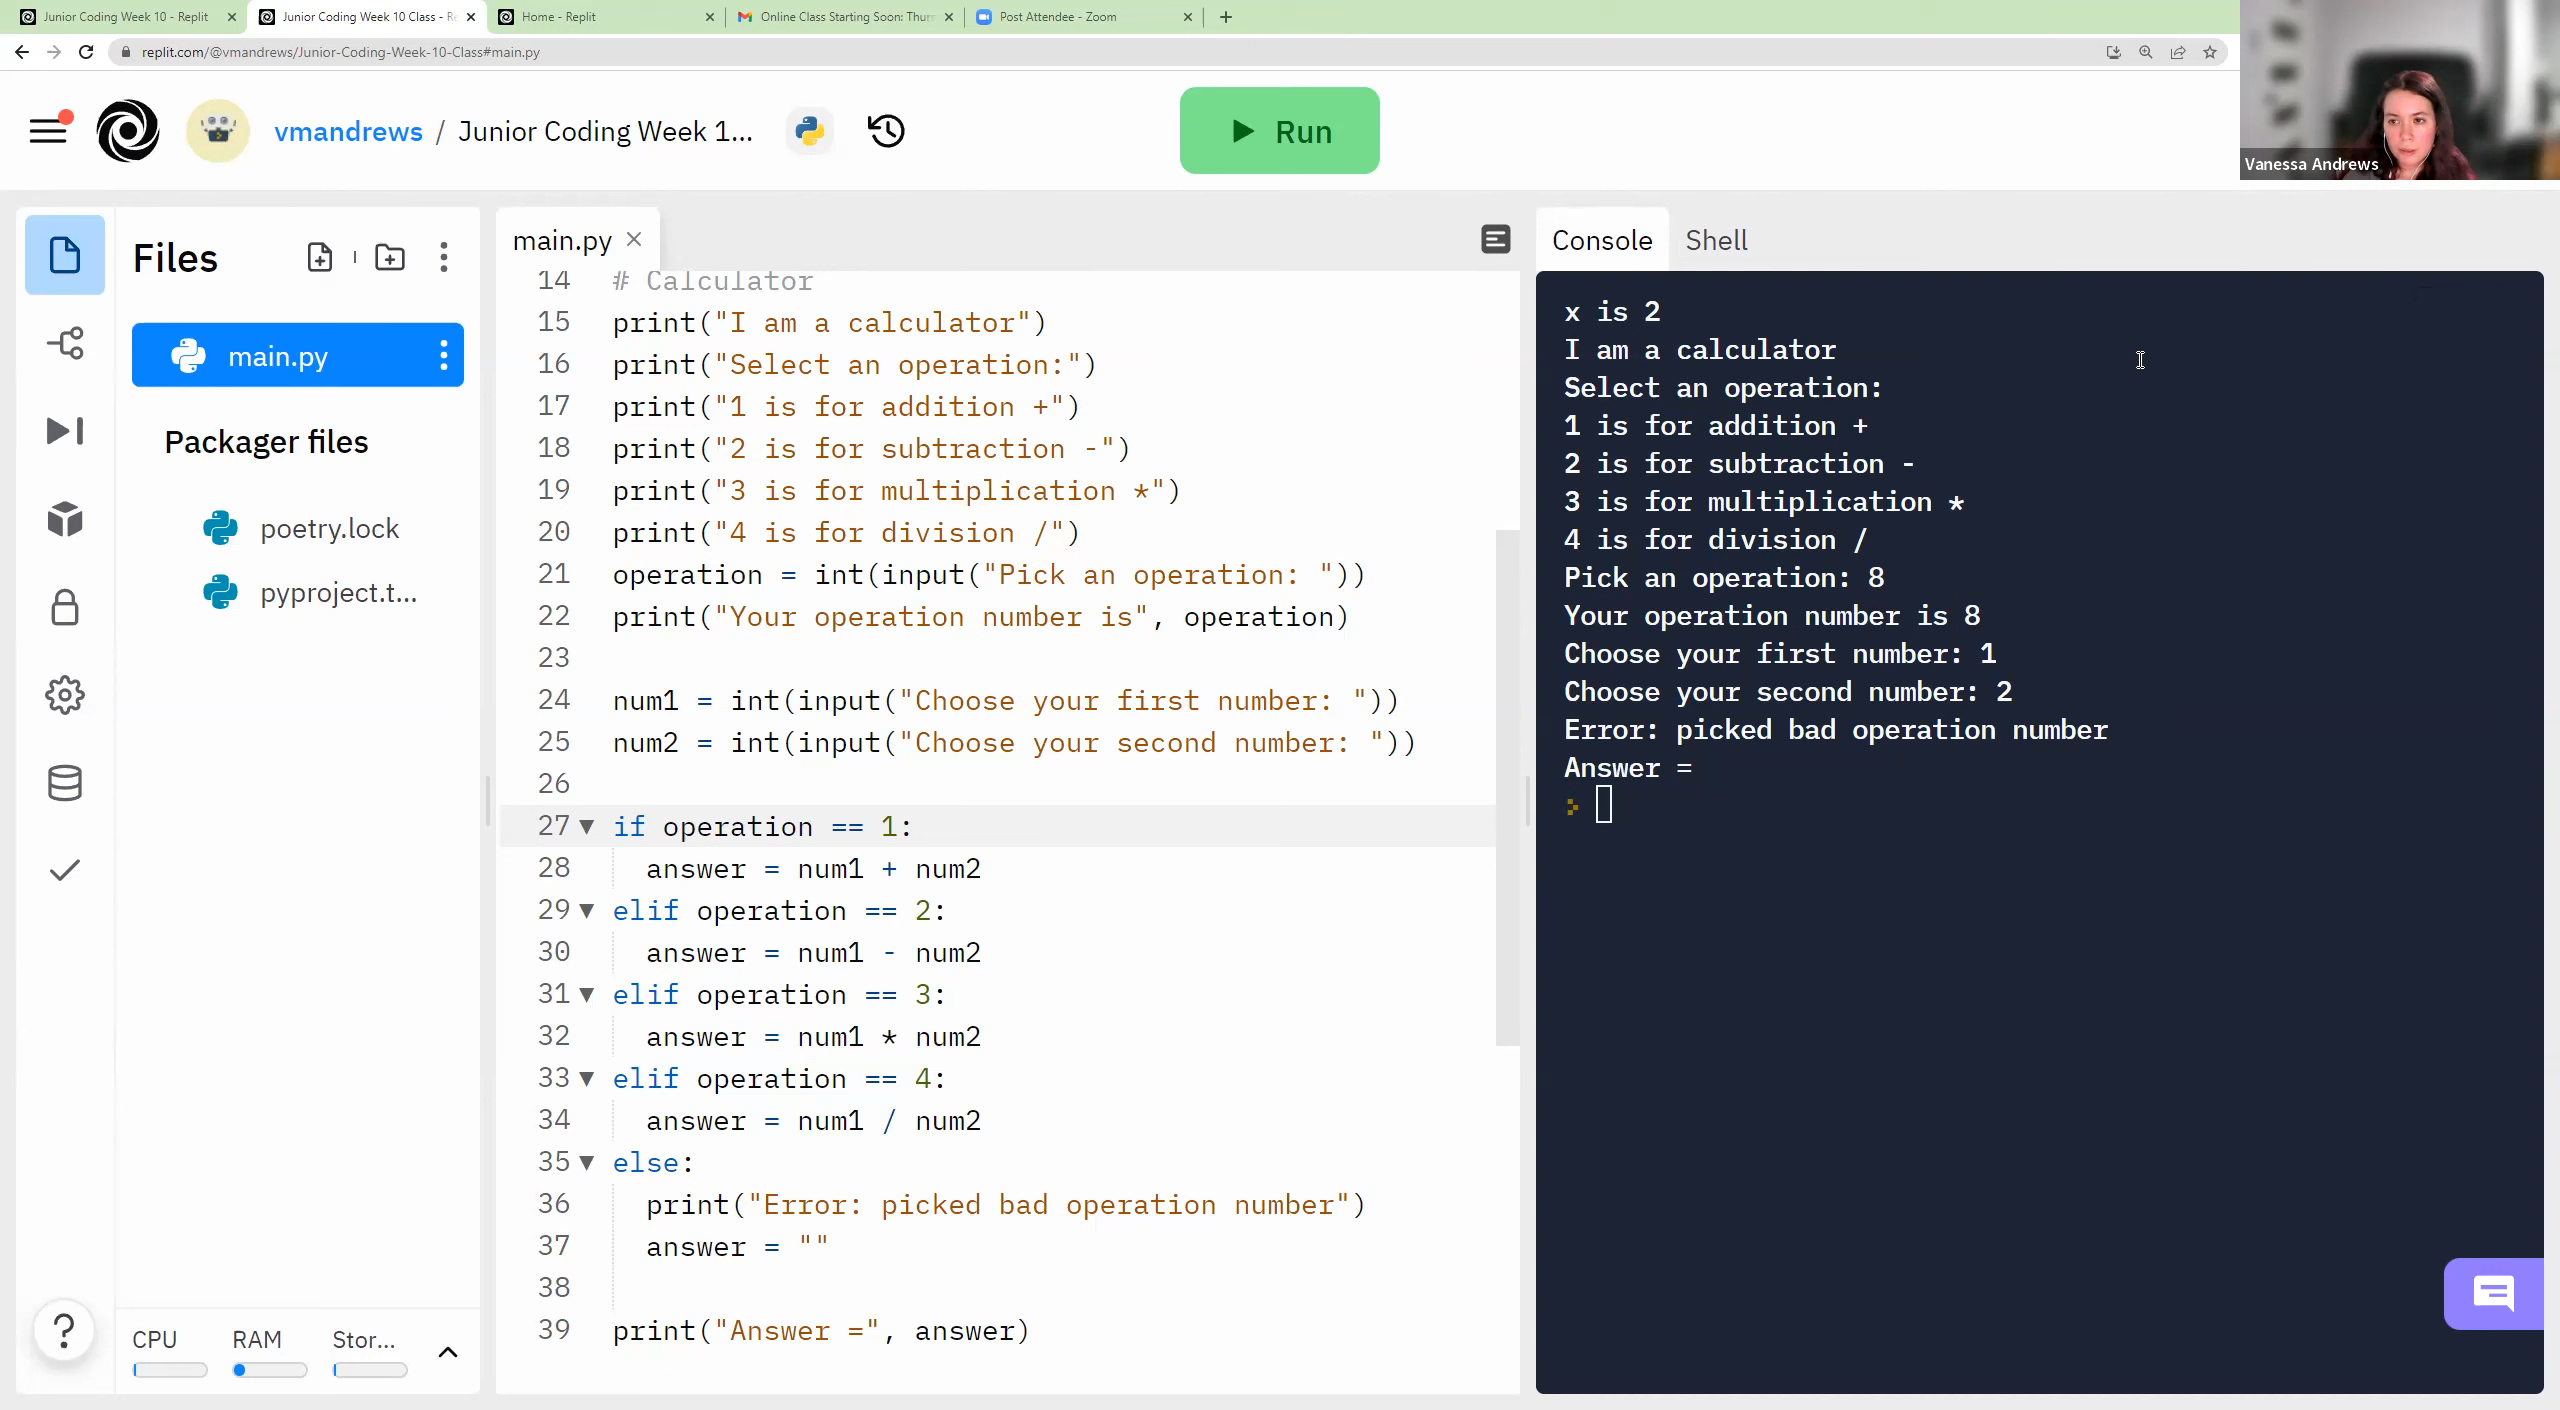 Junior Coding Week 10 - Replit
Junior Coding Week 10 Class - Re
Home - Replit
Online Class Starting Soon: Thur
Post Attendee - Zoom
replit.com/@vmandrews/Junior-Coding-Week-10-Class#main.py
vmandrews / Junior Coding Week 1...
Run
Vanessa Andrews
Files
main.py
Packager files
poetry.lock
pyproject.t...
CPU
RAM
Stor...
main.py
14 # Calculator
15 print("I am a calculator")
16 print("Select an operation:")
17 print("1 is for addition +")
18 print("2 is for subtraction -")
19 print("3 is for multiplication *")
20 print("4 is for division /")
21 operation = int(input("Pick an operation: "))
22 print("Your operation number is", operation)
23
24 num1 = int(input("Choose your first number: "))
25 num2 = int(input("Choose your second number: "))
26
27 if operation == 1:
28 answer = num1 + num2
29 elif operation == 2:
30 answer = num1 - num2
31 elif operation == 3:
32 answer = num1 * num2
33 elif operation == 4:
34 answer = num1 / num2
35 else:
36 print("Error: picked bad operation number")
37 answer = ""
38
39 print("Answer =", answer)
Console
Shell
x is 2
I am a calculator
Select an operation:
1 is for addition +
2 is for subtraction -
3 is for multiplication *
4 is for division /
Pick an operation: 8
Your operation number is 8
Choose your first number: 1
Choose your second number: 2
Error: picked bad operation number
Answer =